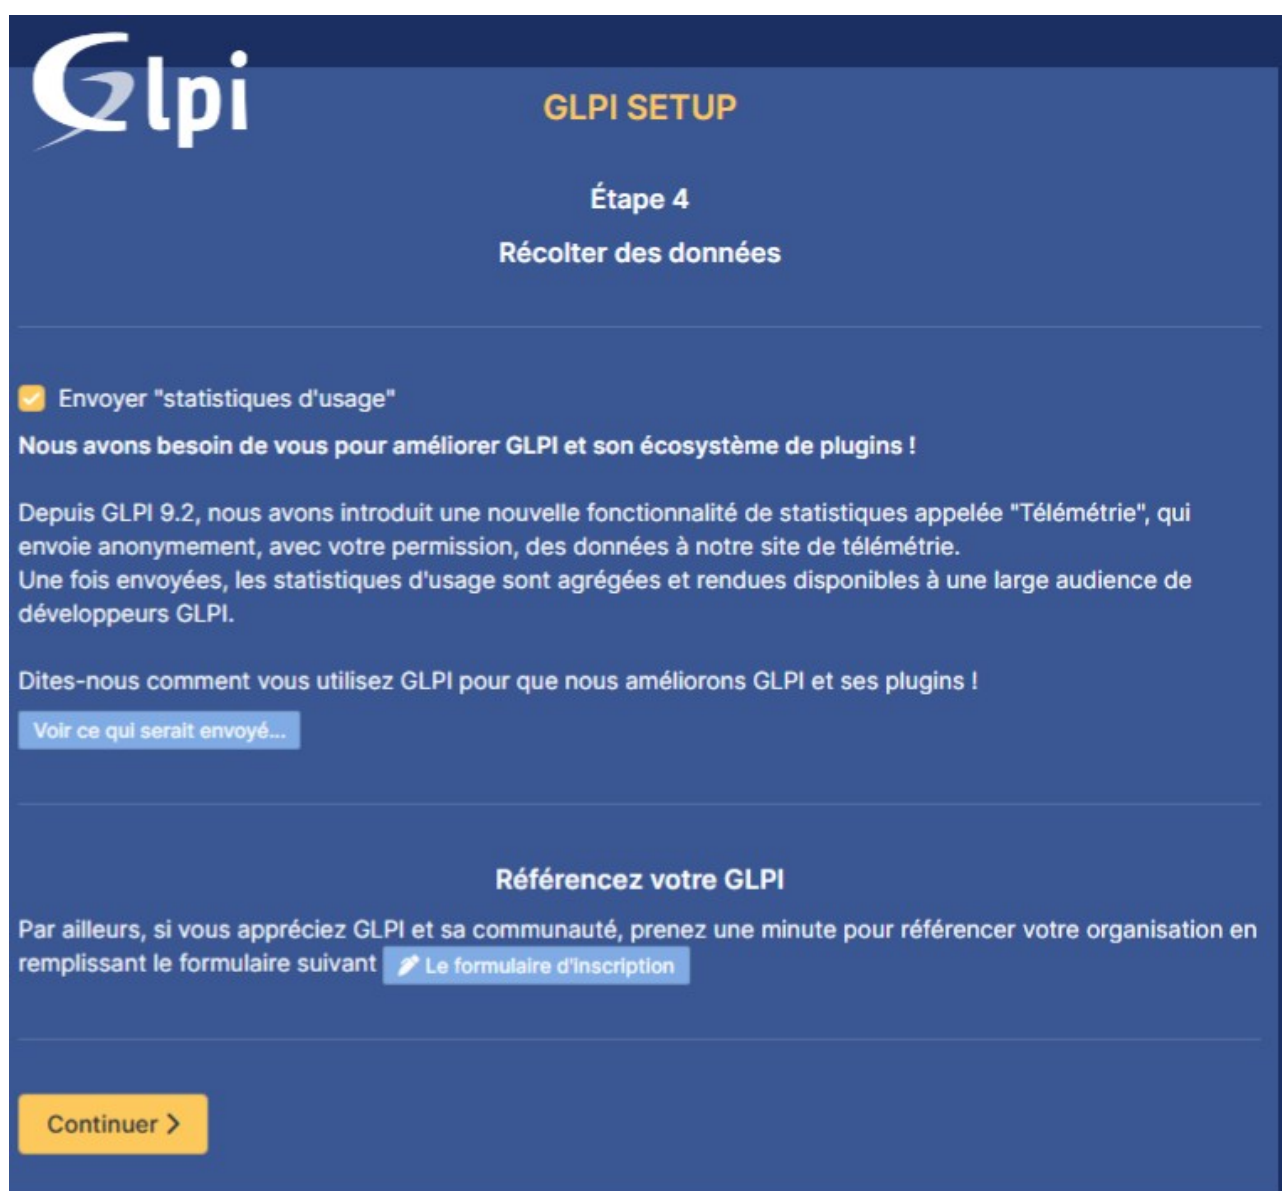 Glpi
GLPI SETUP
Étape 4
Récolter des données
Envoyer "statistiques d'usage"
Nous avons besoin de vous pour améliorer GLPI et son écosystème de plugins !
Depuis GLPI 9.2, nous avons introduit une nouvelle fonctionnalité de statistiques appelée "Télémétrie", qui
envoie anonymement, avec votre permission, des données à notre site de télémétrie.
Une fois envoyées, les statistiques d'usage sont agrégées et rendues disponibles à une large audience de
développeurs GLPI.
Dites-nous comment vous utilisez GLPI pour que nous améliorons GLPI et ses plugins !
Voir ce qui serait envoyé...
Référencez votre GLPI
Par ailleurs, si vous appréciez GLPI et sa communauté, prenez une minute pour référencer votre organisation en
remplissant le formulaire suivant Le formulaire d'inscription
Continuer >